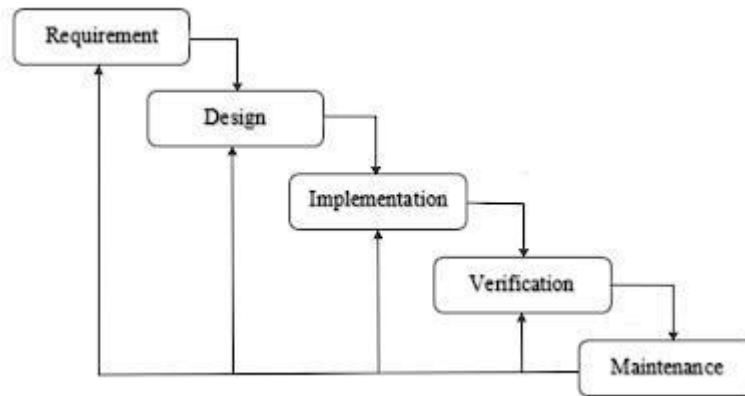 Requirement
Design
Implementation
Verification
Maintenance